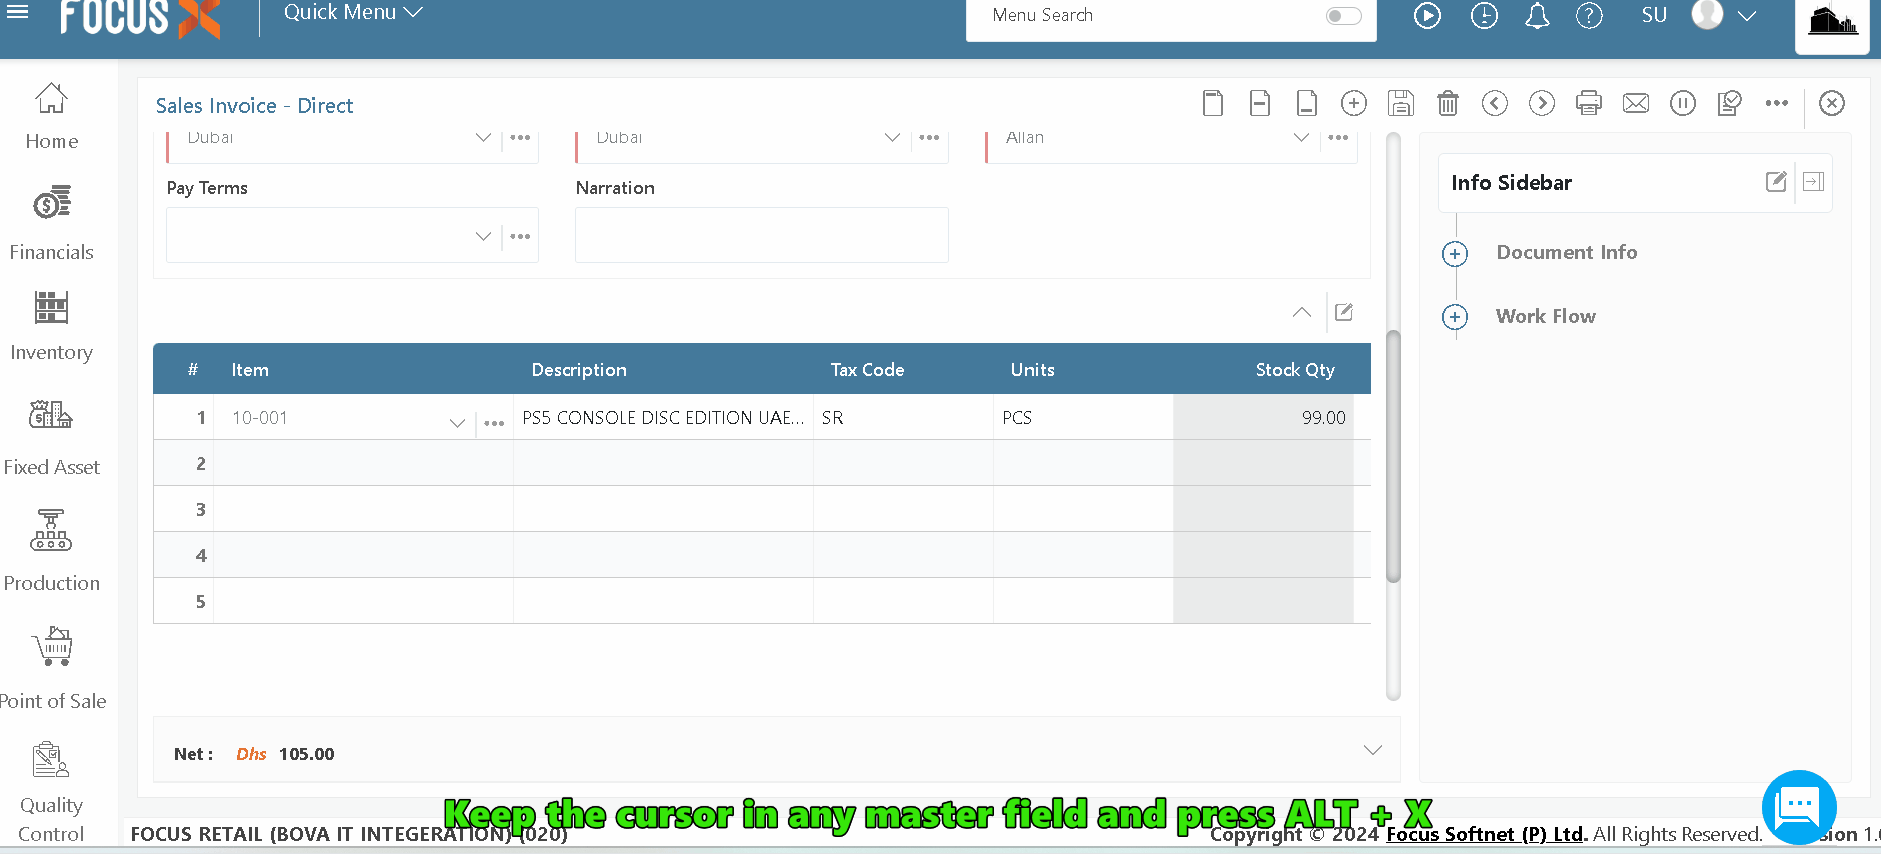 FOCUS X
Quick Menu
Menu Search
SU
Home
Financials
Inventory
Fixed Asset
Production
Point of Sale
Quality
Control
Sales Invoice - Direct
Dubai
Dubai
Allan
Pay Terms
Narration
# Item Description Tax Code Units Stock Qty
1 10-001 PS5 CONSOLE DISC EDITION UAE... SR PCS 99.00
2
3
4
5
Net : Dhs 105.00
Info Sidebar
Document Info
Work Flow
Keep the cursor in any master field and press ALT + X
FOCUS RETAIL (BOVA IT INTEGERATION) (020)
Copyright © 2024 Focus Softnet (P) Ltd. All Rights Reserved.